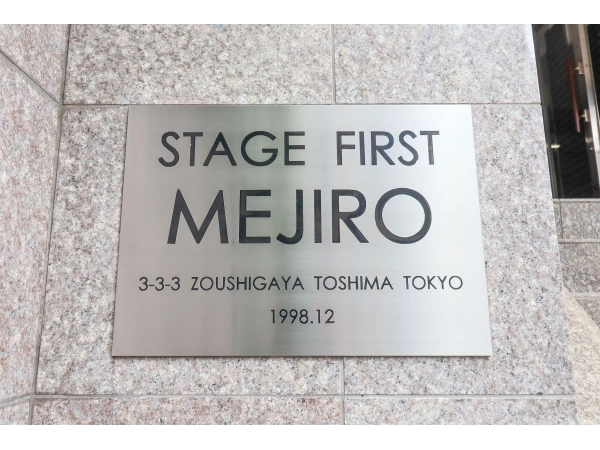 STAGE FIRST
MEJIRO
3-3-3 ZOUSHIGAYA TOSHIMA TOKYO
1998.12